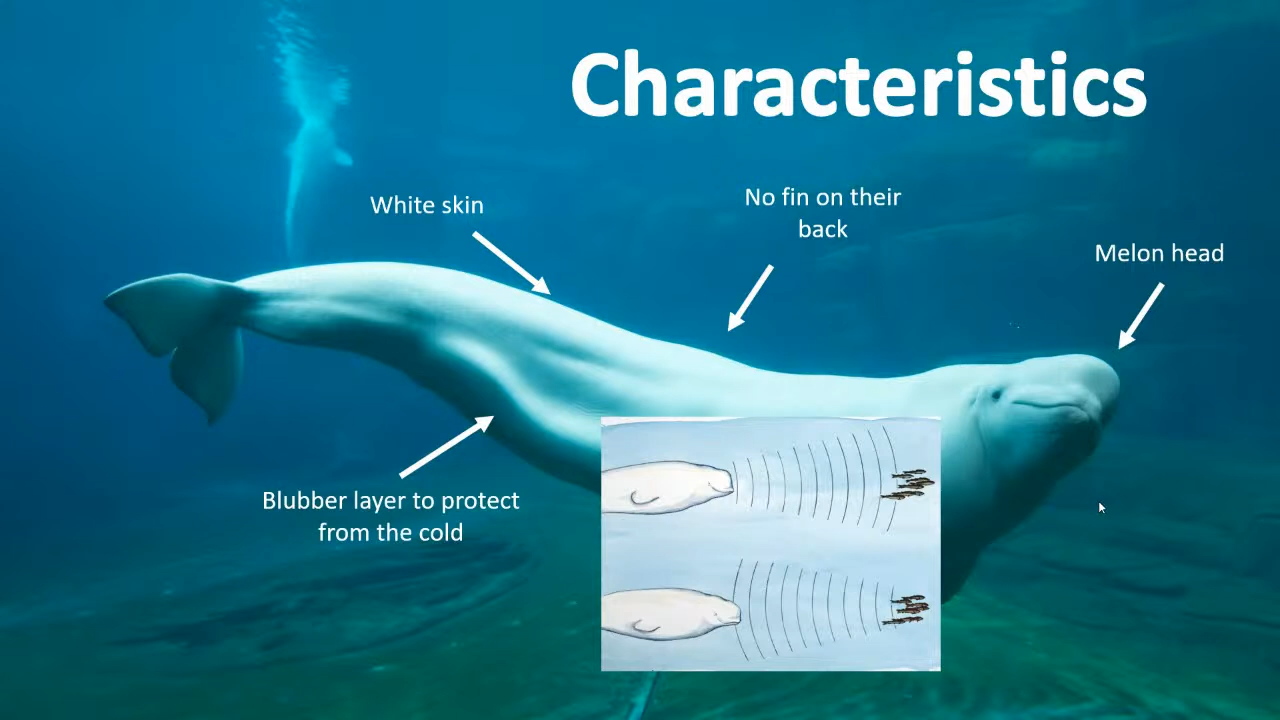 Characteristics
White skin
No fin on their
back
Melon head
Blubber layer to protect
from the cold